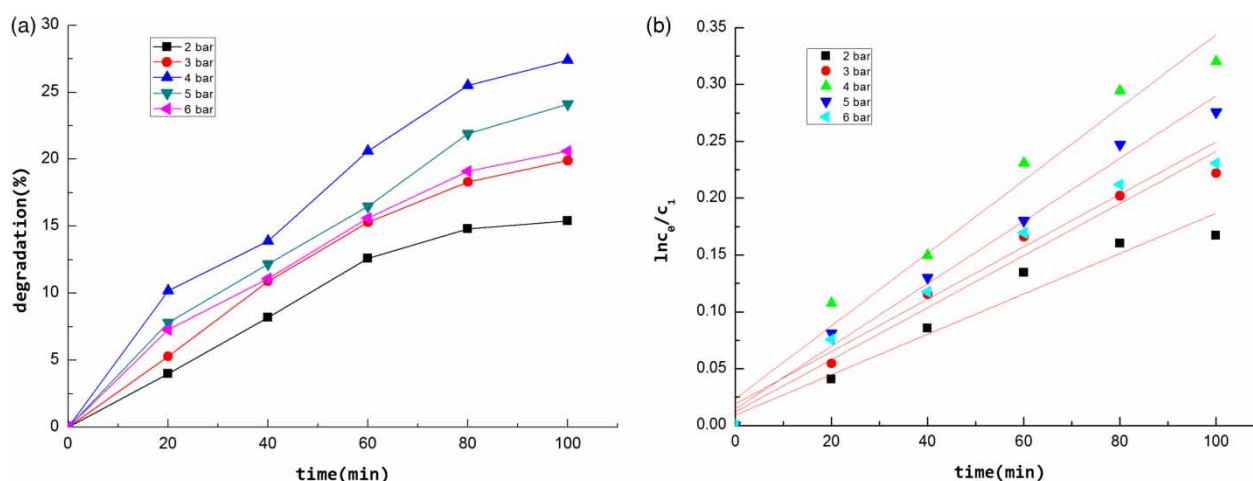 (a)
30
25
20
15
10
5
0
degradation(%)
2 bar
3 bar
4 bar
5 bar
6 bar
0 20 40 60 80 100
time(min)
(b)
0.35
0.30
0.25
0.20
0.15
0.10
0.05
0.00
lnc₀/c₁
2 bar
3 bar
4 bar
5 bar
6 bar
0 20 40 60 80 100
time(min)